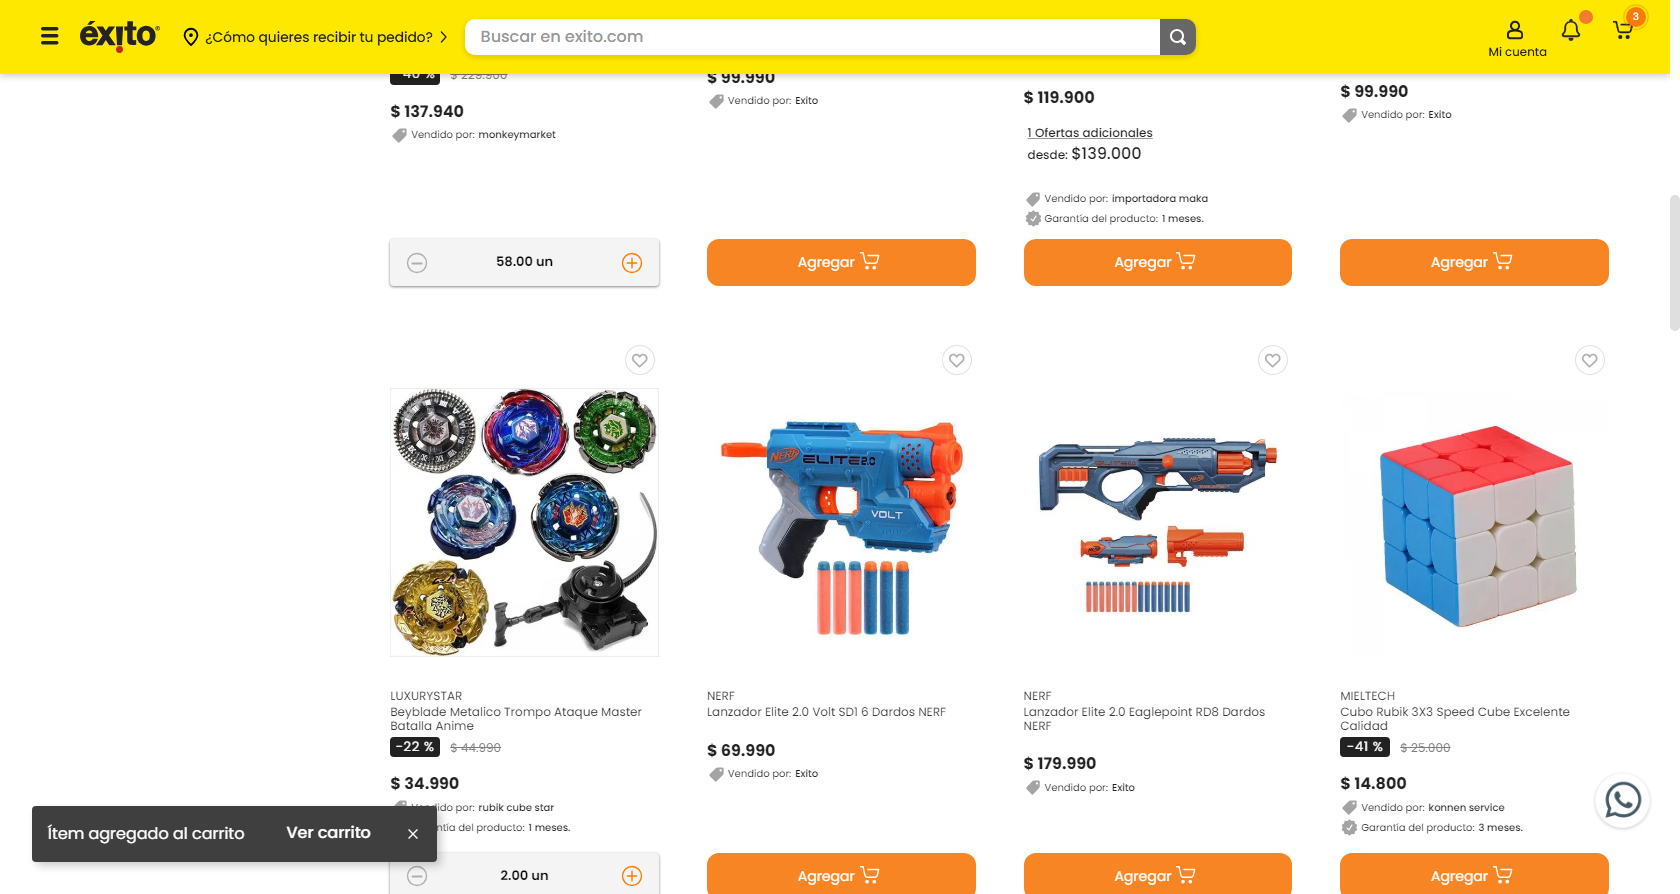 éxito
¿Cómo quieres recibir tu pedido?
Buscar en exito.com
Mi cuenta
3
-40 % $ 229.900
$ 137.940
Vendido por: monkeymarket
58.00 un
$ 99.990
Vendido por: Exito
Agregar
$ 119.900
1 Ofertas adicionales
desde: $139.000
Vendido por: importadora maka
Garantía del producto: 1 meses.
Agregar
$ 99.990
Vendido por: Exito
Agregar
LUXURYSTAR
Beyblade Metalico Trompo Ataque Master
Batalla Anime
-22 % $ 44.990
$ 34.990
Vendido por: rubik cube star
ntía del producto: 1 meses.
2.00 un
NERF
ELITE 2.0
VOLT
NERF
Lanzador Elite 2.0 Volt SD1 6 Dardos NERF
$ 69.990
Vendido por: Exito
Agregar
NERF
Lanzador Elite 2.0 Eaglepoint RD8 Dardos
NERF
$ 179.990
Vendido por: Exito
Agregar
MIELTECH
Cubo Rubik 3X3 Speed Cube Excelente
Calidad
-41 % $ 25.000
$ 14.800
Vendido por: konnen service
Garantía del producto: 3 meses.
Agregar
Ítem agregado al carrito Ver carrito